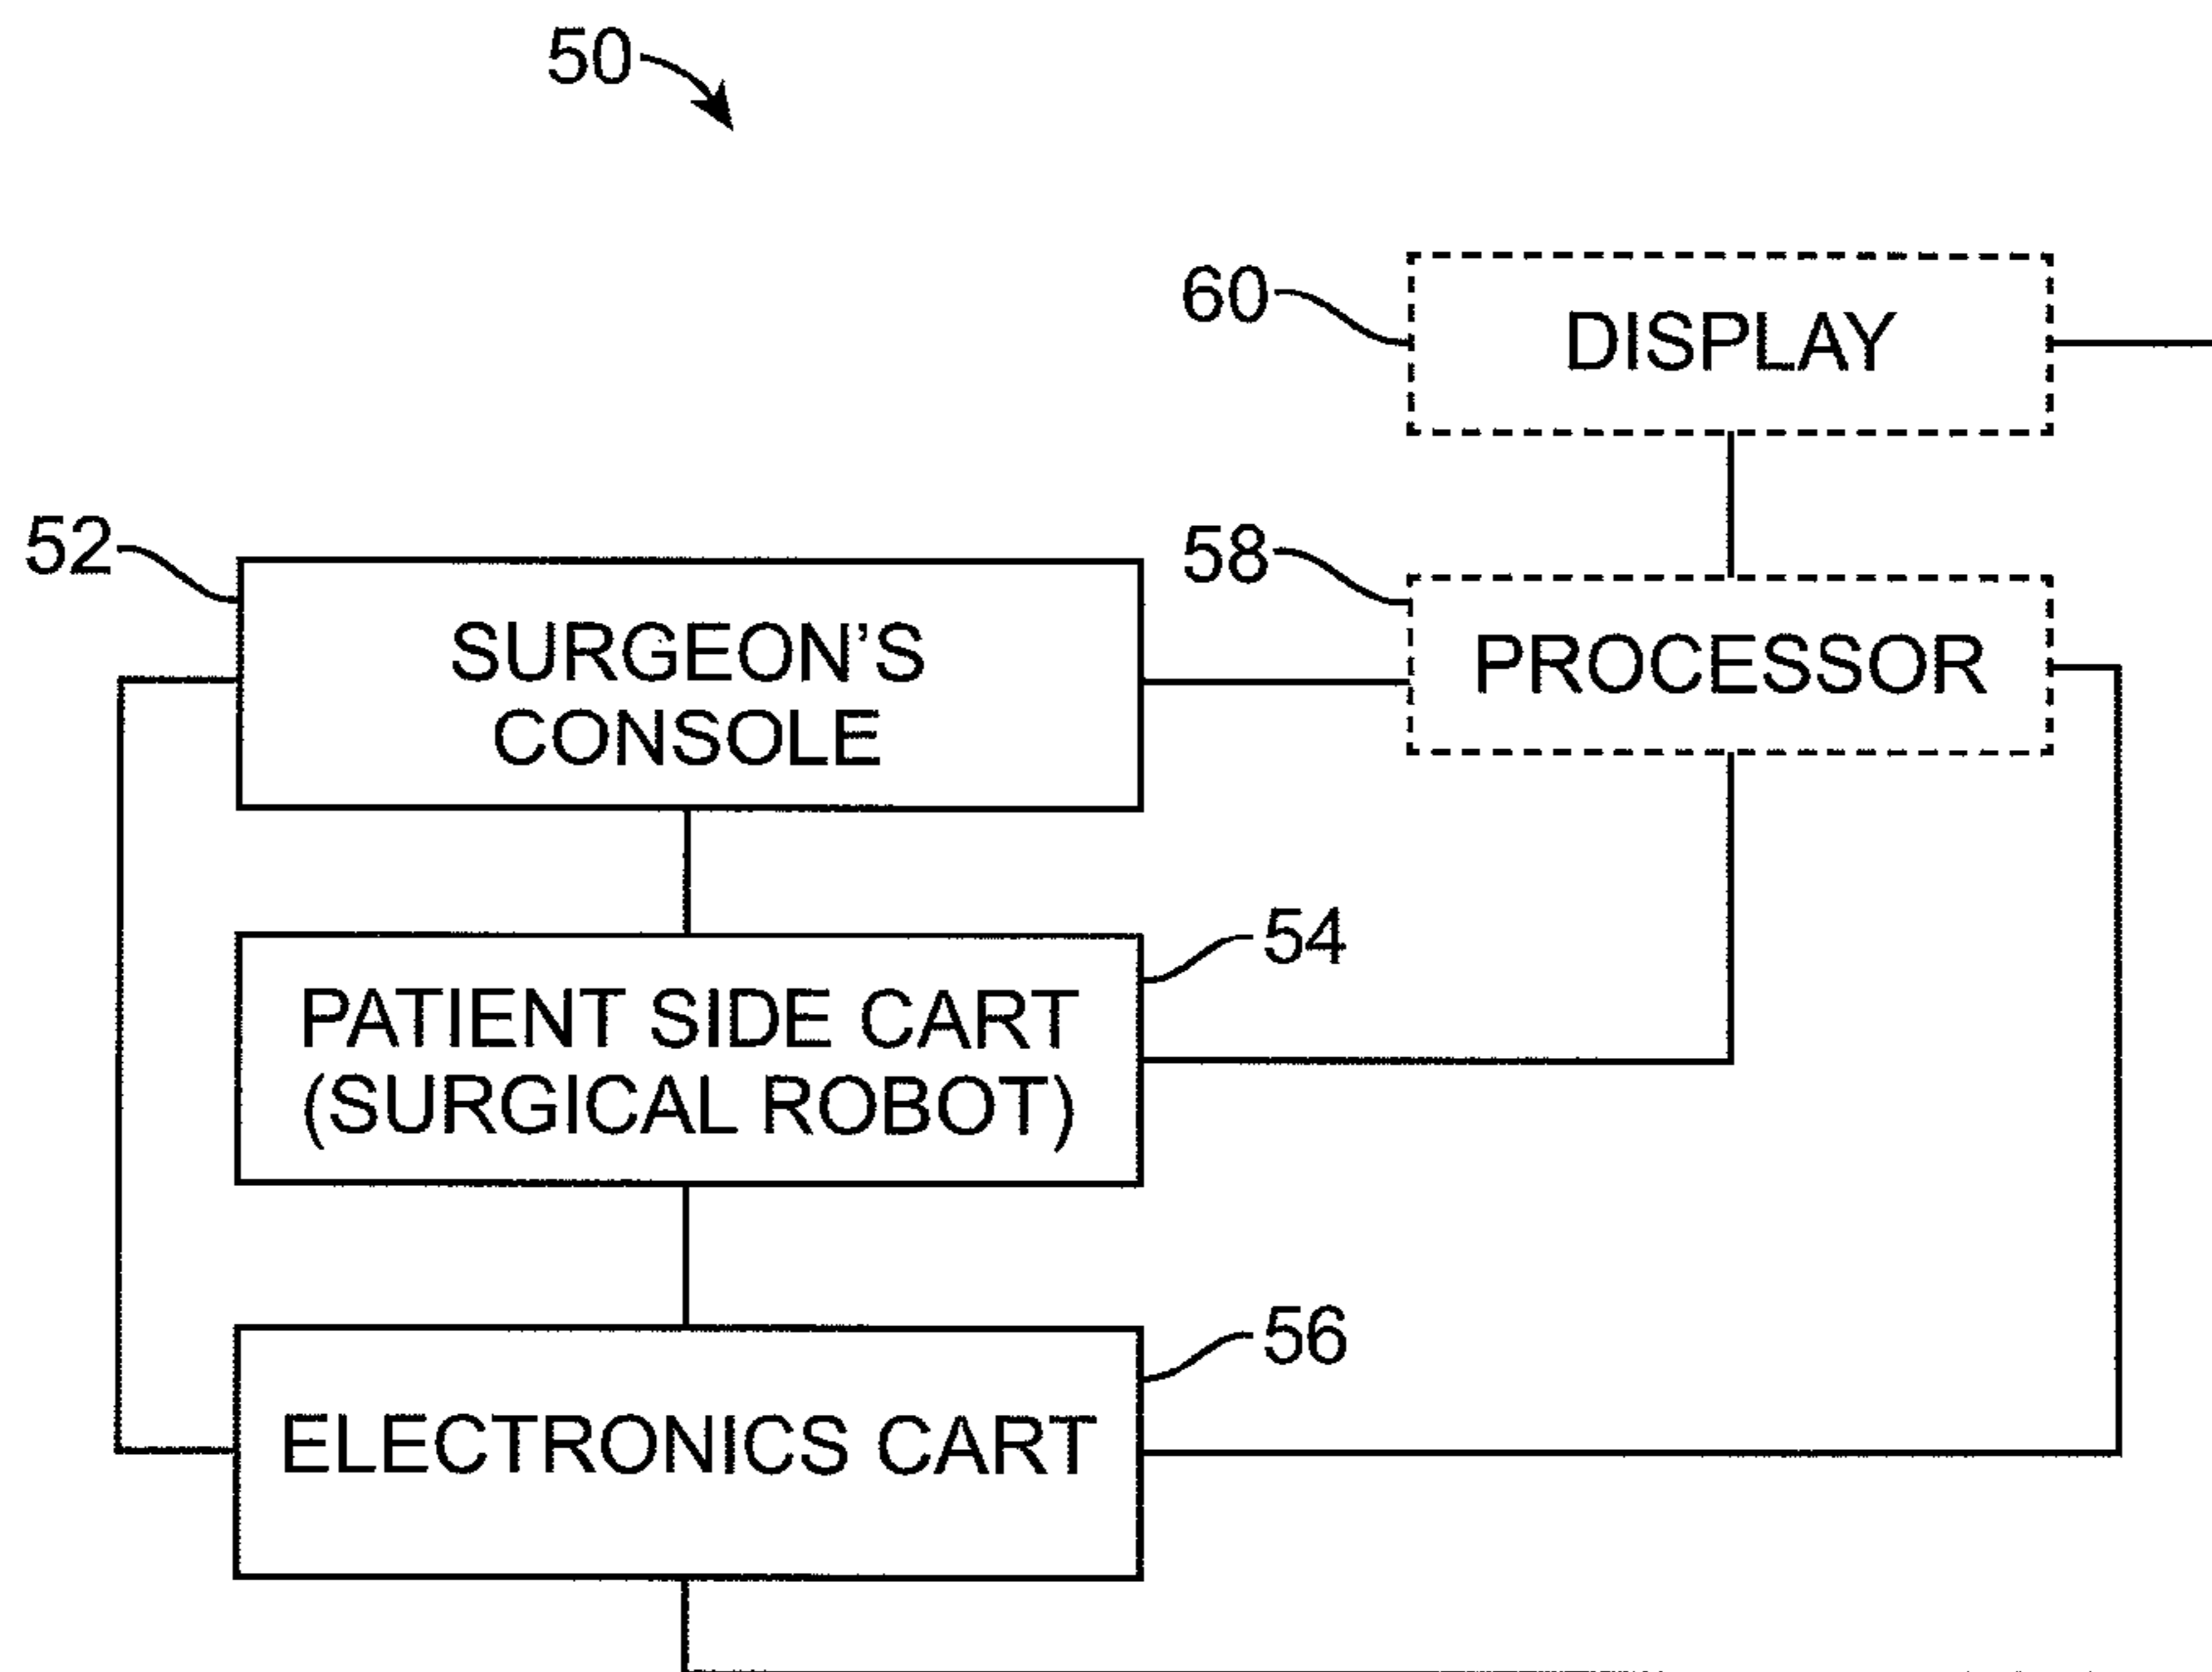 50
60
DISPLAY
52
58
SURGEON'S
CONSOLE
PROCESSOR
54
PATIENT SIDE CART
(SURGICAL ROBOT)
56
ELECTRONICS CART